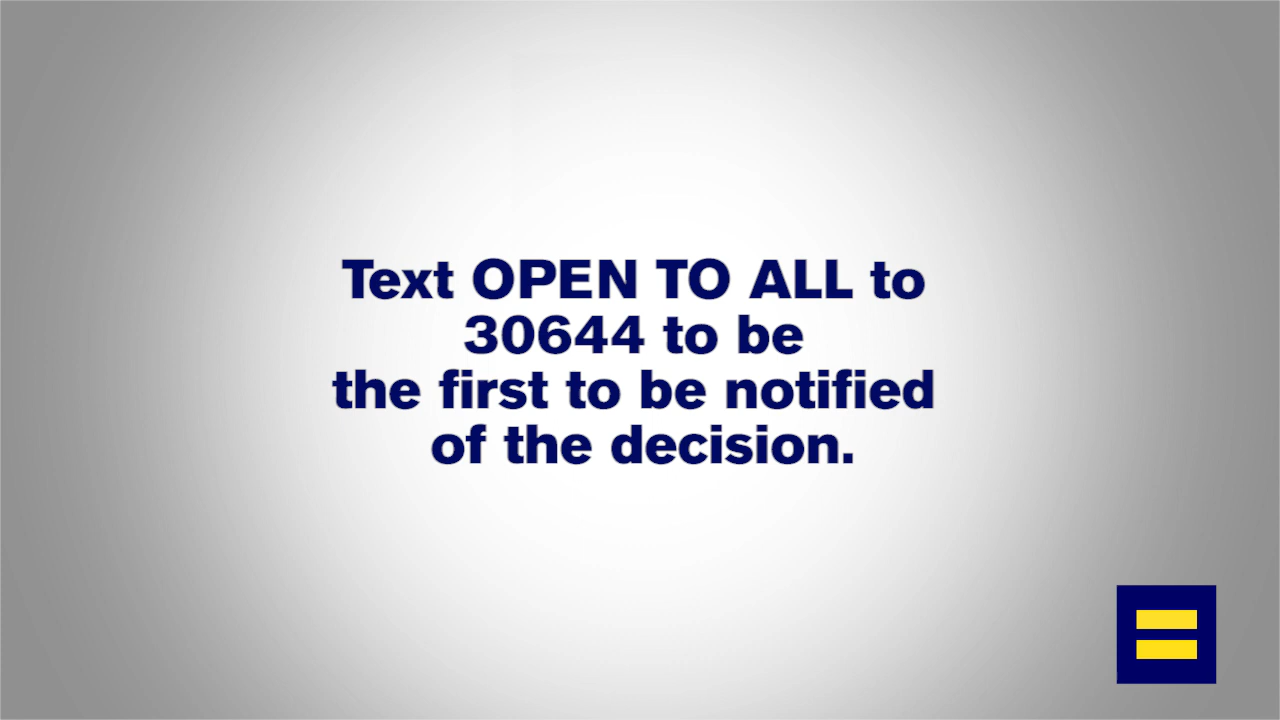 Text OPEN TO ALL to
30644 to be
the first to be notified
of the decision.